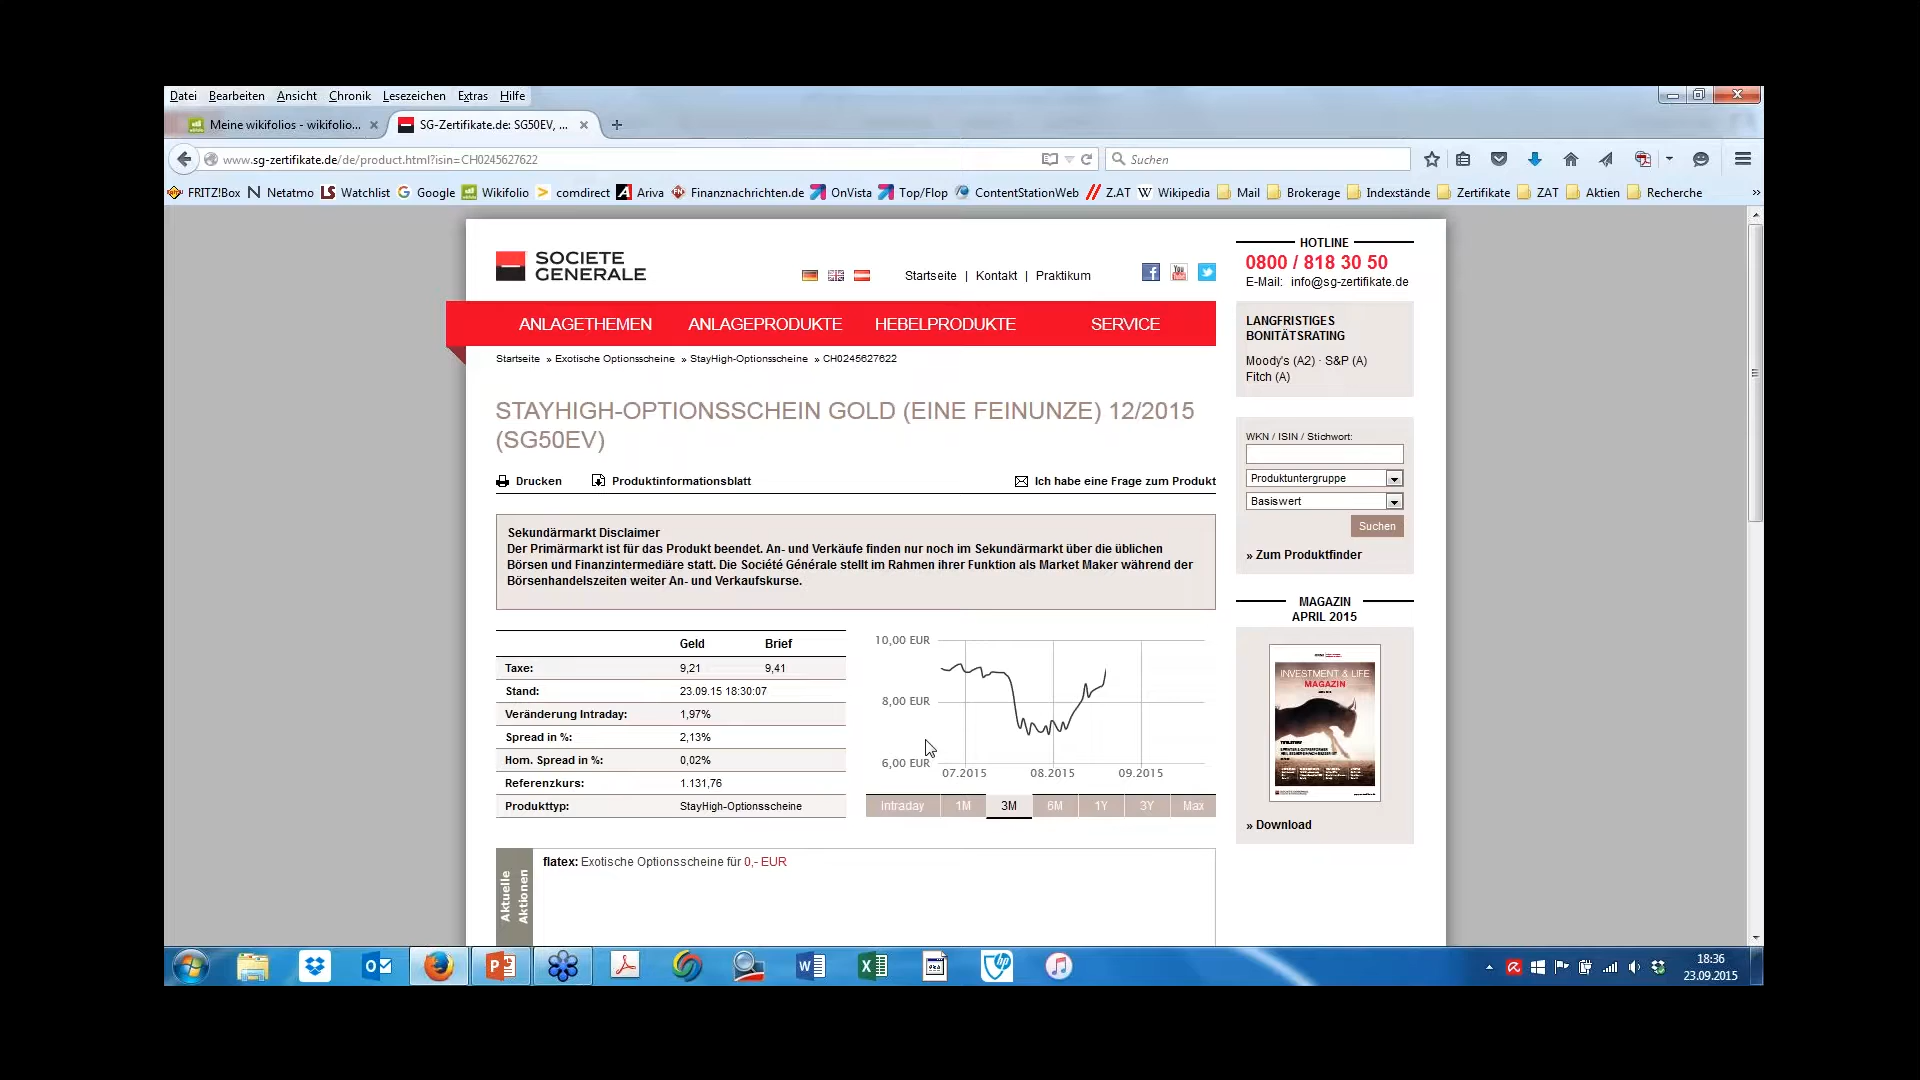 Datei Bearbeiten Ansicht Chronik Lesezeichen Extras Hilfe
Meine wikifolios - wikifolio... SG-Zertifikate.de: SG50EV, ...
www.sg-zertifikate.de/de/product.html?isin=CH0245627622 Suchen
FRITZ!Box Netatmo Watchlist Google Wikifolio comdirect Ariva Finanznachrichten.de OnVista Top/Flop ContentStationWeb Z.AT Wikipedia Mail Brokerage Indexstände Zertifikate ZAT Aktien Recherche
SOCIETE
GENERALE
Startseite | Kontakt | Praktikum
HOTLINE
0800 / 818 30 50
E-Mail: info@sg-zertifikate.de
ANLAGETHEMEN ANLAGEPRODUKTE HEBELPRODUKTE SERVICE
Startseite » Exotische Optionsscheine » StayHigh-Optionsscheine » CH0245627622
LANGFRISTIGES
BONITÄTSRATING
Moody's (A2) · S&P (A)
Fitch (A)
STAYHIGH-OPTIONSSCHEIN GOLD (EINE FEINUNZE) 12/2015
(SG50EV)
Drucken Produktinformationsblatt Ich habe eine Frage zum Produkt
WKN / ISIN / Stichwort:
Produktuntergruppe
Basiswert
Suchen
» Zum Produktfinder
Sekundärmarkt Disclaimer
Der Primärmarkt ist für das Produkt beendet. An- und Verkäufe finden nur noch im Sekundärmarkt über die üblichen
Börsen und Finanzintermediäre statt. Die Société Générale stellt im Rahmen ihrer Funktion als Market Maker während der
Börsenhandelszeiten weiter An- und Verkaufskurse.
MAGAZIN
APRIL 2015
INVESTMENT & LIFE
MAGAZIN
» Download
Geld Brief
Taxe: 9,21 9,41
Stand: 23.09.15 18:30:07
Veränderung Intraday: 1,97%
Spread in %: 2,13%
Hom. Spread in %: 0,02%
Referenzkurs: 1.131,76
Produkttyp: StayHigh-Optionsscheine
10,00 EUR
8,00 EUR
6,00 EUR
07.2015 08.2015 09.2015
Intraday 1M 3M 6M 1Y 3Y Max
Aktuelle
Aktionen
flatex: Exotische Optionsscheine für 0,- EUR
18:36
23.09.2015